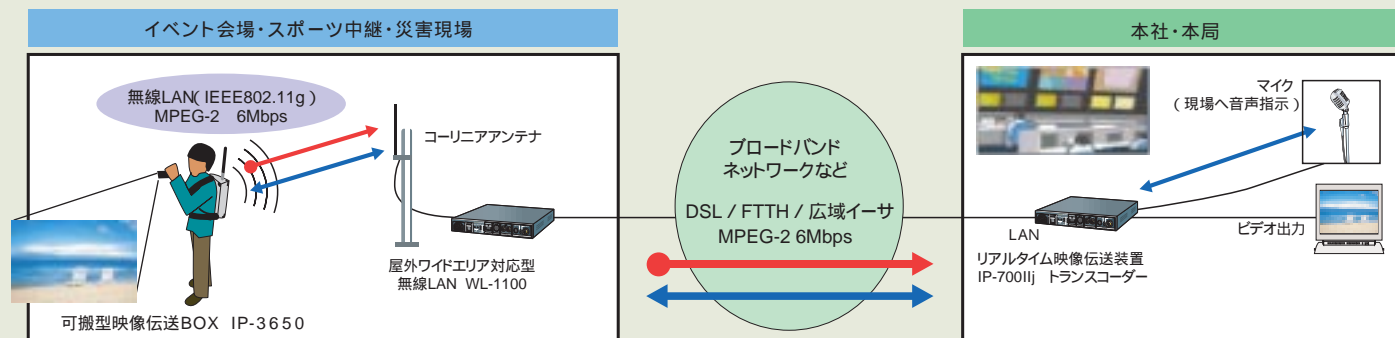 イベント会場・スポーツ中継・災害現場
無線LAN( IEEE802.11g )
MPEG-2 6Mbps
コーリニアアンテナ
屋外ワイドエリア対応型
無線LAN WL-1100
可搬型映像伝送BOX IP-3650
ブロードバンド
ネットワークなど
DSL / FTTH / 広域イーサ
MPEG-2 6Mbps
本社・本局
マイク
( 現場へ音声指示 )
ビデオ出力
LAN
リアルタイム映像伝送装置
IP-700IIj トランスコーダー